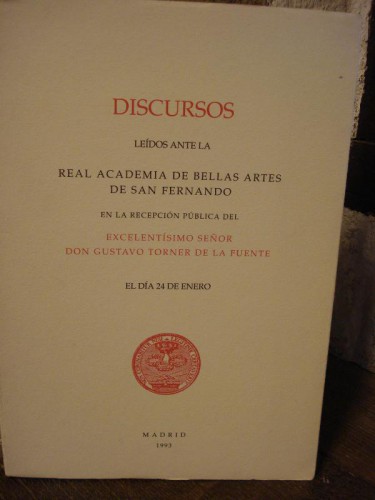 DISCURSOS
LEÍDOS ANTE LA
REAL ACADEMIA DE BELLAS ARTES
DE SAN FERNANDO
EN LA RECEPCIÓN PÚBLICA DEL
EXCELENTÍSIMO SEÑOR
DON GUSTAVO TORNER DE LA FUENTE
EL DÍA 24 DE ENERO
MADRID
1993